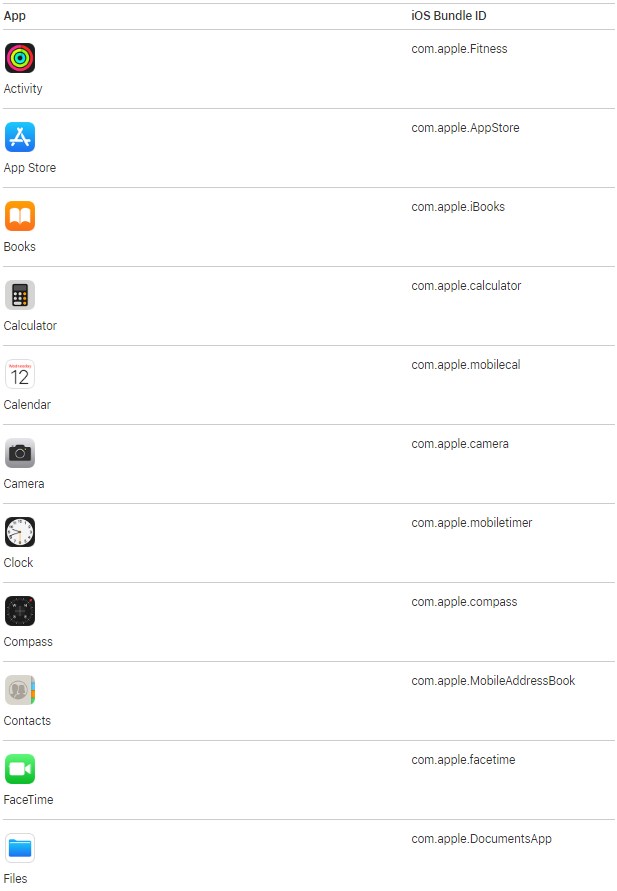 App iOS Bundle ID
com.apple.Fitness
Activity
com.apple.AppStore
App Store
com.apple.iBooks
Books
com.apple.calculator
Calculator
com.apple.mobilecal
Wednesday
12
Calendar
com.apple.camera
Camera
com.apple.mobiletimer
Clock
com.apple.compass
Compass
com.apple.MobileAddressBook
Contacts
com.apple.facetime
FaceTime
com.apple.DocumentsApp
Files